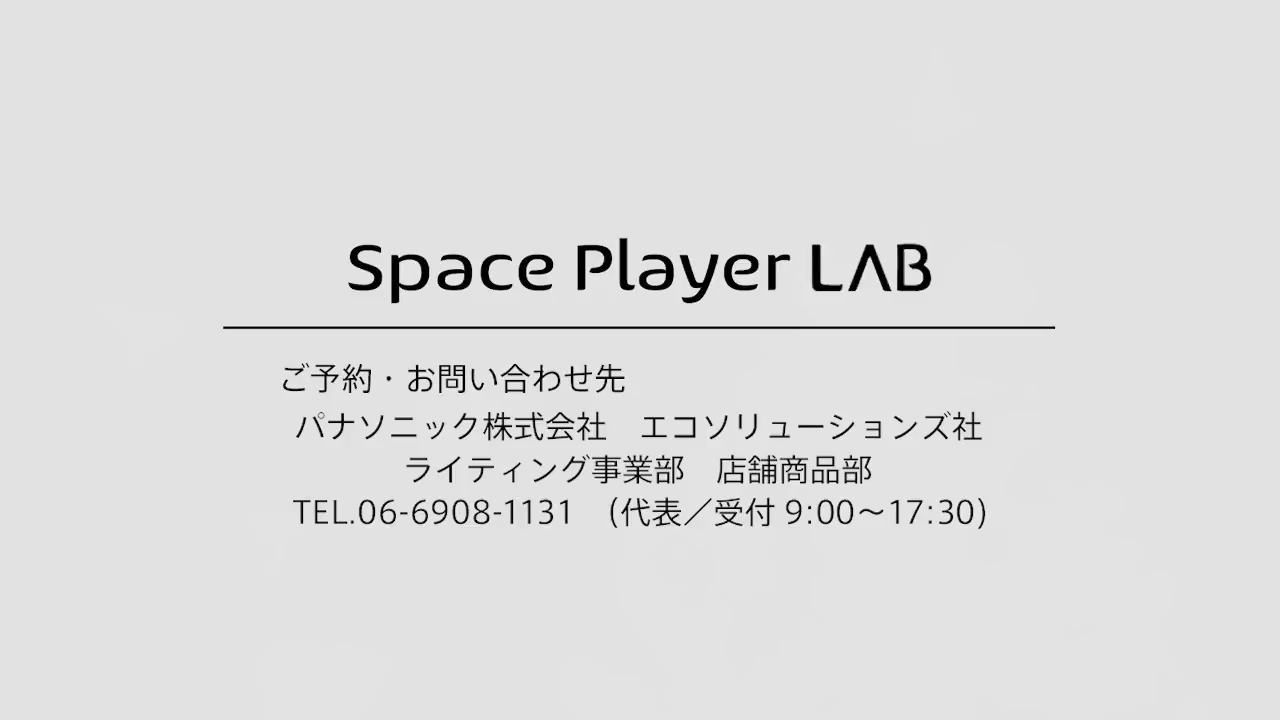 Space Player LAB
ご予約・お問い合わせ先
パナソニック株式会社　エコソリューションズ社
ライティング事業部　店舗商品部
TEL.06-6908-1131　(代表／受付 9:00〜17:30)